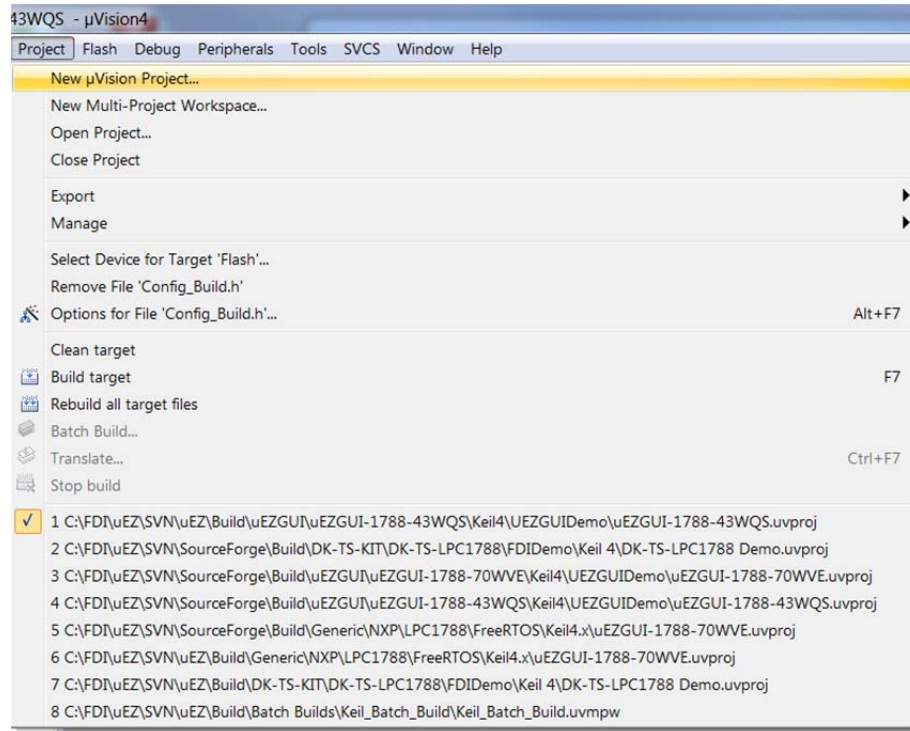 43WQS - µVision4
Project Flash Debug Peripherals Tools SVCS Window Help
New µVision Project...
New Multi-Project Workspace...
Open Project...
Close Project
Export
Manage
Select Device for Target 'Flash'...
Remove File 'Config_Build.h'
Options for File 'Config_Build.h'... Alt+F7
Clean target
Build target F7
Rebuild all target files
Batch Build...
Translate... Ctrl+F7
Stop build
1 C:\FDI\uEZ\SVN\uEZ\Build\uEZGUI\uEZGUI-1788-43WQS\Keil4\UEZGUIDemo\uEZGUI-1788-43WQS.uvproj
2 C:\FDI\uEZ\SVN\SourceForge\Build\DK-TS-KIT\DK-TS-LPC1788\FDIDemo\Keil 4\DK-TS-LPC1788 Demo.uvproj
3 C:\FDI\uEZ\SVN\SourceForge\Build\uEZGUI\uEZGUI-1788-70WVE\Keil4\UEZGUIDemo\uEZGUI-1788-70WVE.uvproj
4 C:\FDI\uEZ\SVN\SourceForge\Build\uEZGUI\uEZGUI-1788-43WQS\Keil4\UEZGUIDemo\uEZGUI-1788-43WQS.uvproj
5 C:\FDI\uEZ\SVN\SourceForge\Build\Generic\NXP\LPC1788\FreeRTOS\Keil4.x\uEZGUI-1788-70WVE.uvproj
6 C:\FDI\uEZ\SVN\uEZ\Build\Generic\NXP\LPC1788\FreeRTOS\Keil4.x\uEZGUI-1788-70WVE.uvproj
7 C:\FDI\uEZ\SVN\uEZ\Build\DK-TS-KIT\DK-TS-LPC1788\FDIDemo\Keil 4\DK-TS-LPC1788 Demo.uvproj
8 C:\FDI\uEZ\SVN\uEZ\Build\Batch Builds\Keil_Batch_Build\Keil_Batch_Build.uvmpw